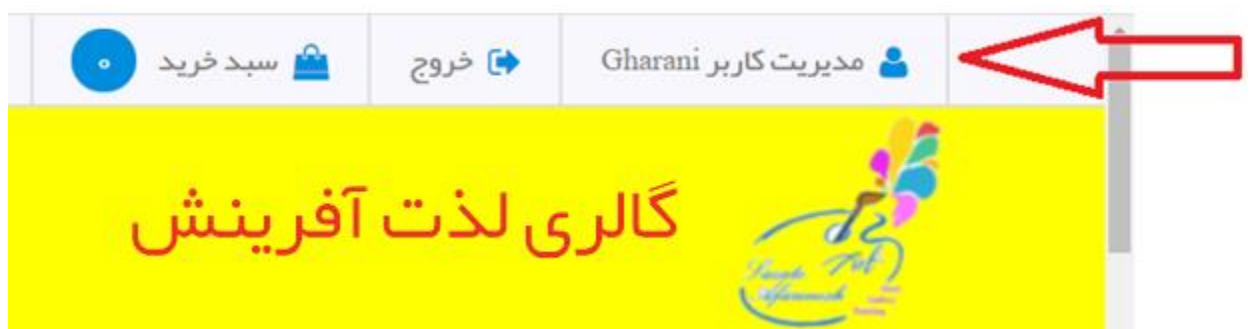 مدیریت کاربر Gharani
خروج
سبد خرید
۰
گالری لذت آفرینش